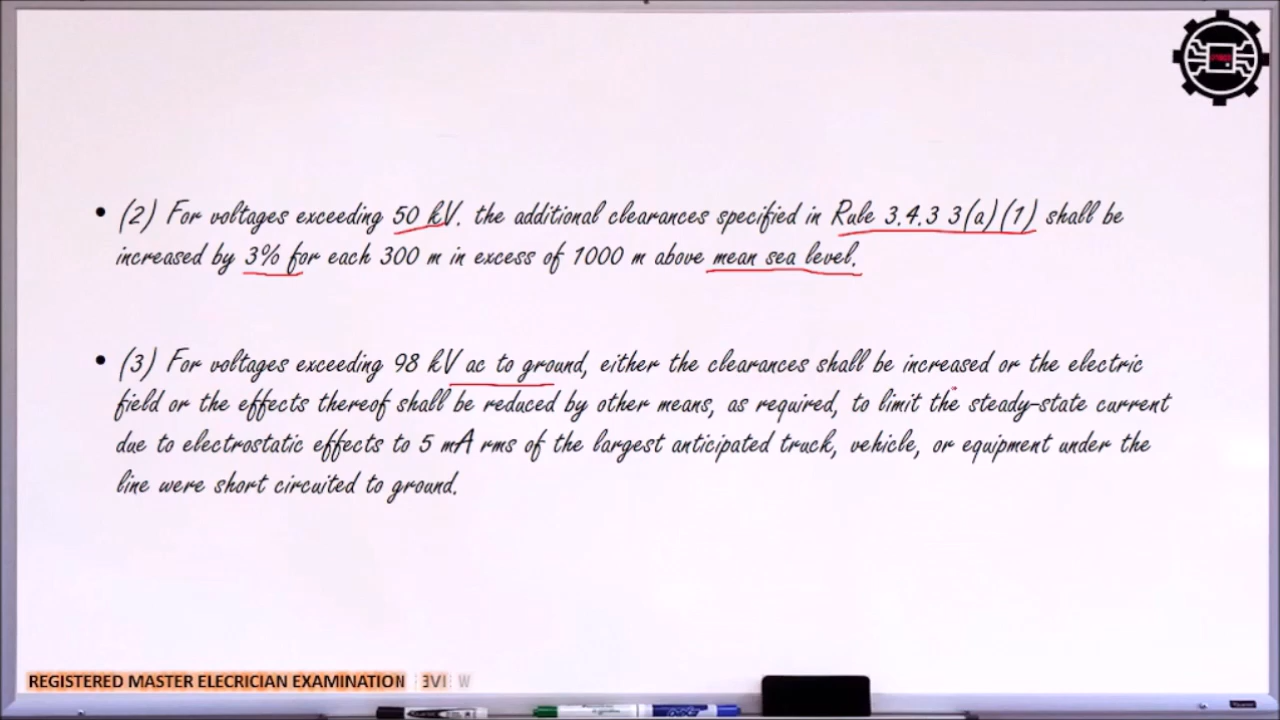 • (2) For voltages exceeding 50 kV. the additional clearances specified in Rule 3.4.3 3(a)(1) shall be
increased by 3% for each 300 m in excess of 1000 m above mean sea level.
• (3) For voltages exceeding 98 kV ac to ground, either the clearances shall be increased or the electric
field or the effects thereof shall be reduced by other means, as required, to limit the steady-state current
due to electrostatic effects to 5 mA rms of the largest anticipated truck, vehicle, or equipment under the
line were short circuited to ground.
REGISTERED MASTER ELECRICIAN EXAMINATION EVI W